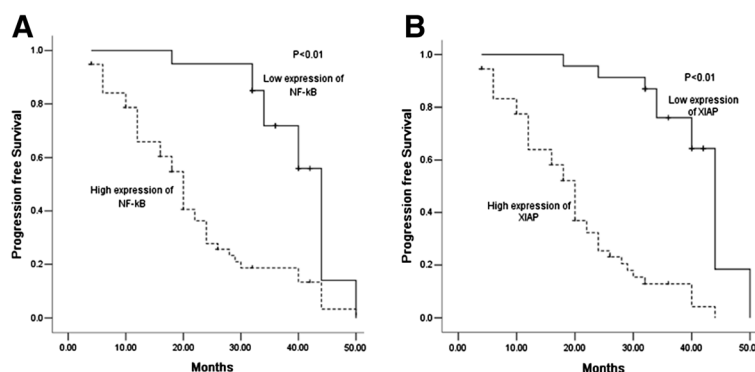 A
Progression free Survival
1.0
0.8
0.6
0.4
0.2
0.0
P<0.01
Low expression of
NF-kB
High expression of
NF-kB
0.00 10.00 20.00 30.00 40.00 50.00
Months
B
Progression free Survival
1.0
0.8
0.6
0.4
0.2
0.0
P<0.01
Low expression
of XIAP
High expression of
XIAP
0.00 10.00 20.00 30.00 40.00 50.00
Months